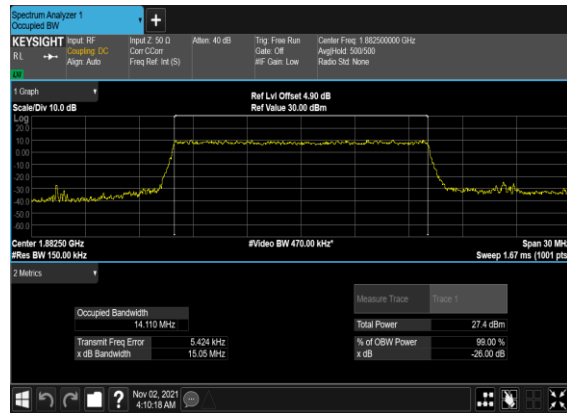 Spectrum Analyzer 1
Occupied BW
+
KEYSIGHT Input: RF Input Z: 50 Ω Atten: 40 dB Trig: Free Run Center Freq: 1.882500000 GHz
RL Coupling: DC Corr CCorr Gate: Off Avg|Hold: 500/500
Align: Auto Freq Ref: Int (S) #IF Gain: Low Radio Std: None
1 Graph
Ref Lvl Offset 4.90 dB
Scale/Div 10.0 dB Ref Value 30.00 dBm
Log
20.0
10.0
0.00
-10.0
-20.0
-30.0
-40.0
-50.0
-60.0
Center 1.88250 GHz #Video BW 470.00 kHz* Span 30 MHz
#Res BW 150.00 kHz Sweep 1.67 ms (1001 pts
2 Metrics
Measure Trace Trace 1
Occupied Bandwidth
14.110 MHz Total Power 27.4 dBm
Transmit Freq Error 5.424 kHz % of OBW Power 99.00 %
x dB Bandwidth 15.05 MHz x dB -26.00 dB
? Nov 02, 2021
4:10:18 AM